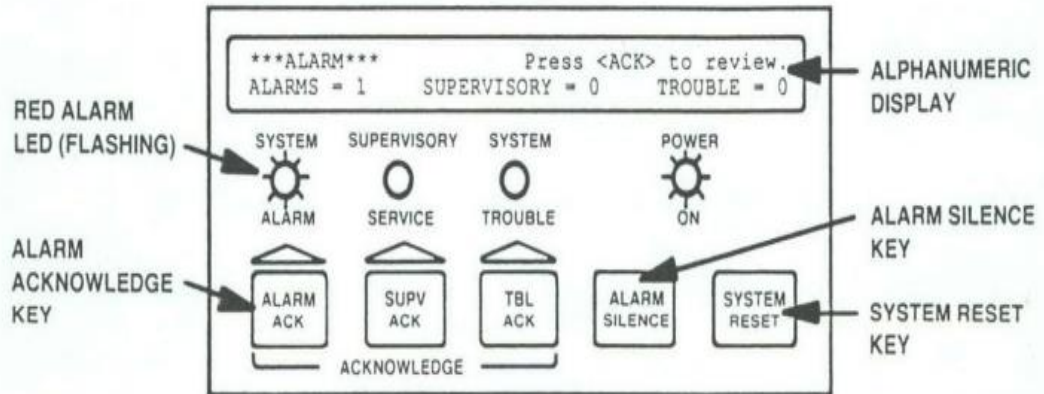 ***ALARM*** Press <ACK> to review.
ALARMS = 1 SUPERVISORY = 0 TROUBLE = 0
ALPHANUMERIC
DISPLAY
RED ALARM
LED (FLASHING)
SYSTEM SUPERVISORY SYSTEM POWER
ALARM SERVICE TROUBLE ON
ALARM SILENCE
KEY
ALARM
ACKNOWLEDGE
KEY
ALARM
ACK
SUPV
ACK
TBL
ACK
ALARM
SILENCE
SYSTEM
RESET
SYSTEM RESET
KEY
ACKNOWLEDGE